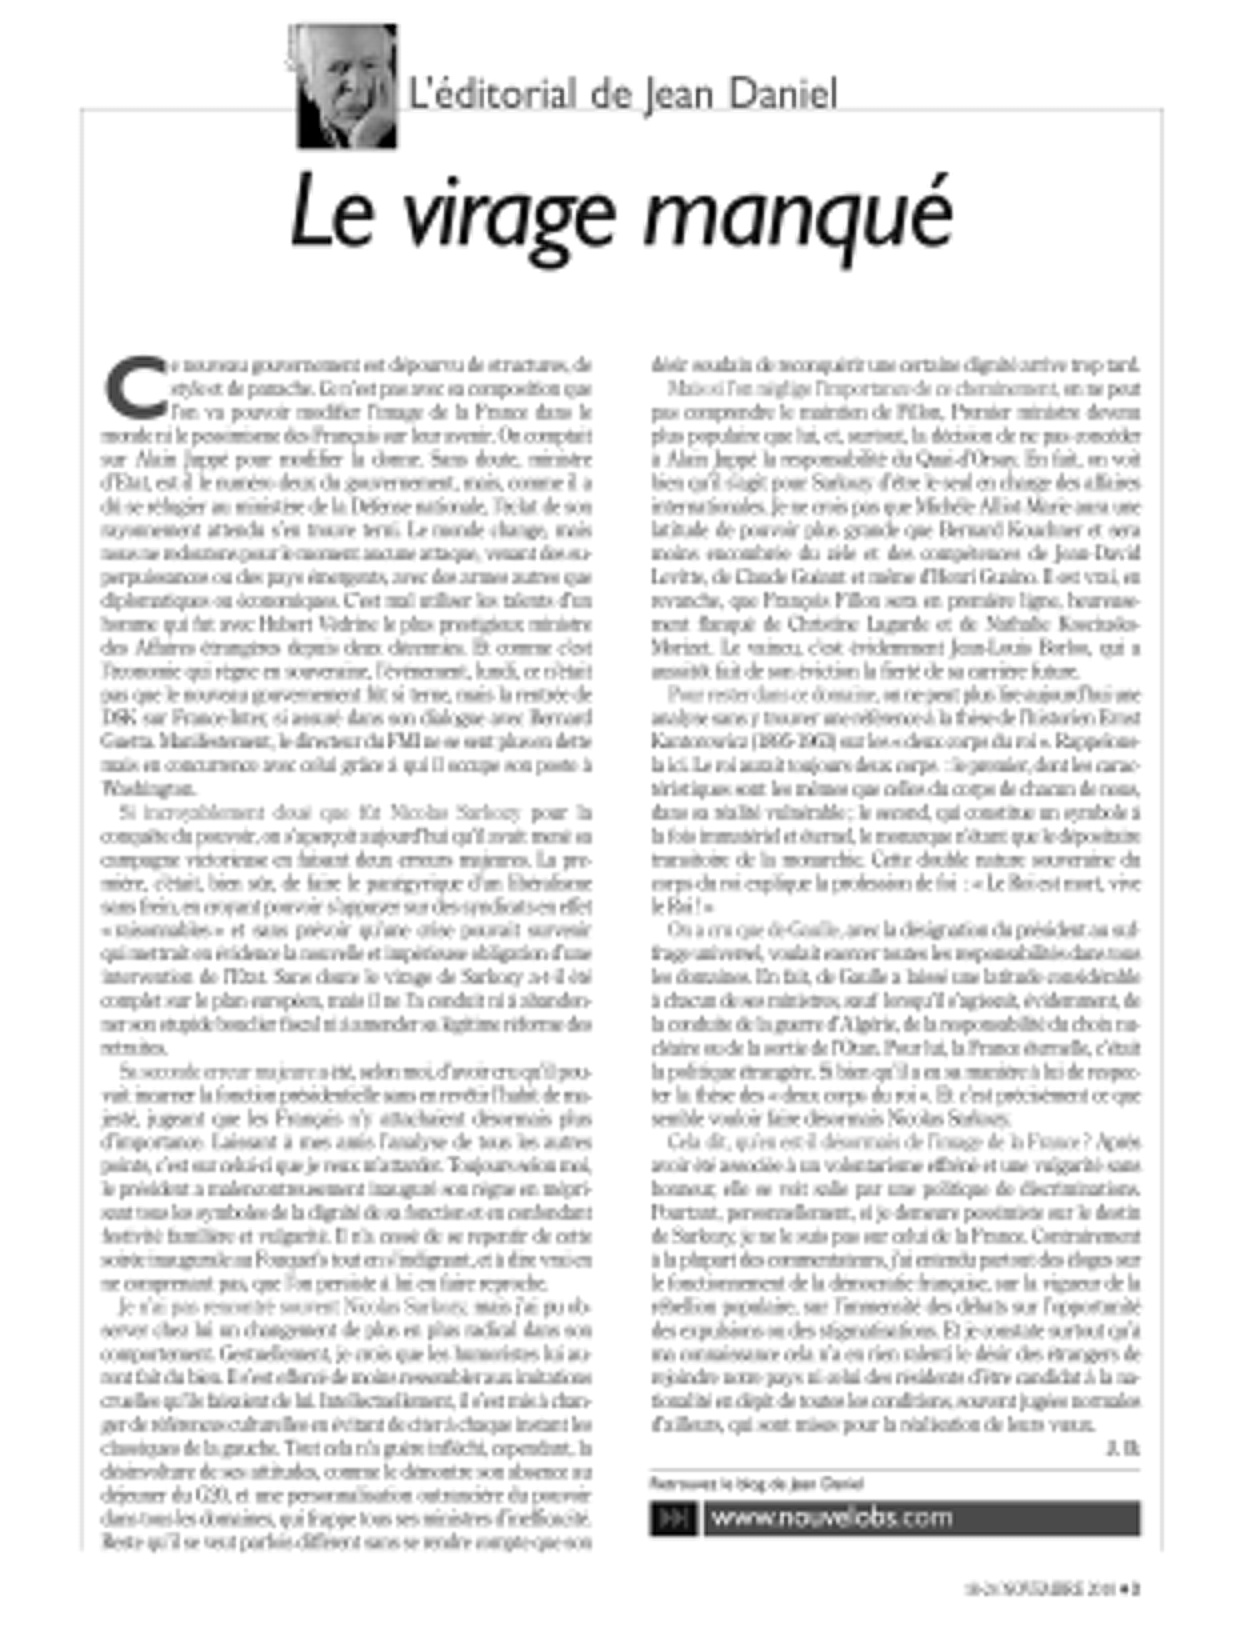 L'éditorial de Jean Daniel
Le virage manqué
Ce nouveau gouvernement est dépourvu de structures, de
style et de panache. Ce n'est pas avec sa composition que
l'on va pouvoir modifier l'image de la France dans le
monde ni le pessimisme des Français sur leur avenir. On comptait
sur Alain Juppé pour modifier la donne. Sans doute, ministre
d'Etat, est-il le numéro deux du gouvernement, mais, comme il a
dû se réfugier au ministère de la Défense nationale, l'éclat de son
rayonnement attendu s'en trouve terni. Le monde change, mais
nous ne redoutons pour le moment aucune attaque, venant des su-
perpuissances ou des pays émergents, avec des armes autres que
diplomatiques ou économiques. C'est mal utiliser les talents d'un
homme qui fut avec Hubert Védrine le plus prestigieux ministre
des Affaires étrangères depuis deux décennies. Et comme c'est
l'économie qui règne en souveraine, l'événement, lundi, ce n'était
pas que le nouveau gouvernement fût si terne, mais la rentrée de
DSK sur France-Inter, si assuré dans son dialogue avec Bernard
Guetta. Manifestement, le directeur du FMI ne se sent plus en dette
mais en concurrence avec celui grâce à qui il occupe son poste à
Washington.
Si incroyablement doué que fût Nicolas Sarkozy pour la
conquête du pouvoir, on s'aperçoit aujourd'hui qu'il avait mené sa
campagne victorieuse en faisant deux erreurs majeures. La pre-
mière, c'était, bien sûr, de faire le panégyrique d'un libéralisme
sans frein, en croyant pouvoir s'appuyer sur des syndicats en effet
« raisonnables » et sans prévoir qu'une crise pourrait survenir
qui mettrait en évidence la nouvelle et impérieuse obligation d'une
intervention de l'Etat. Sans doute le virage de Sarkozy a-t-il été
complet sur le plan européen, mais il ne l'a conduit ni à abandon-
ner son stupide bouclier fiscal ni à amender sa légitime réforme des
retraites.
Sa seconde erreur majeure a été, selon moi, d'avoir cru qu'il pou-
vait incarner la fonction présidentielle sans en revêtir l'habit de ma-
jesté, jugeant que les Français n'y attachaient désormais plus
d'importance. Laissant à mes amis l'analyse de tous les autres
points, c'est sur celui-ci que je veux m'attarder. Toujours selon moi,
le président a malencontreusement inauguré son règne en mépri-
sant tous les symboles de la dignité de sa fonction et en confondant
festivité familière et vulgarité. Il n'a cessé de se repentir de cette
soirée inaugurale au Fouquet's tout en s'indignant, et à dire vrai en
ne comprenant pas, que l'on persiste à lui en faire reproche.
Je n'ai pas rencontré souvent Nicolas Sarkozy, mais j'ai pu ob-
server chez lui un changement de plus en plus radical dans son
comportement. Gestuellement, je crois que les humoristes lui au-
ront fait du bien. Il s'est efforcé de moins ressembler aux imitations
cruelles qu'ils faisaient de lui. Intellectuellement, il s'est mis à chan-
ger de références culturelles en évitant de citer à chaque instant les
classiques de la gauche. Tout cela n'a guère infléchi, cependant, la
désinvolture de ses attitudes, comme le démontre son absence au
déjeuner du G20, et une personnalisation outrancière du pouvoir
dans tous les domaines, qui frappe tous ses ministres d'inefficacité.
Reste qu'il se veut parfois différent sans se rendre compte que son
désir soudain de reconquérir une certaine dignité arrive trop tard.
Mais si l'on néglige l'importance de ce cheminement, on ne peut
pas comprendre le maintien de Fillon, Premier ministre devenu
plus populaire que lui, et, surtout, la décision de ne pas concéder
à Alain Juppé la responsabilité du Quai-d'Orsay. En fait, on voit
bien qu'il s'agit pour Sarkozy d'être le seul en charge des affaires
internationales. Je ne crois pas que Michèle Alliot-Marie aura une
latitude de pouvoir plus grande que Bernard Kouchner et sera
moins encombrée du zèle et des compétences de Jean-David
Levitte, de Claude Guéant et même d'Henri Guaino. Il est vrai, en
revanche, que François Fillon sera en première ligne, heureuse-
ment flanqué de Christine Lagarde et de Nathalie Kosciusko-
Morizet. Le vaincu, c'est évidemment Jean-Louis Borloo, qui a
aussitôt fait de son éviction la fierté de sa carrière future.
Pour rester dans ce domaine, on ne peut plus lire aujourd'hui une
analyse sans y trouver une référence à la thèse de l'historien Ernst
Kantorowicz (1895-1963) sur les « deux corps du roi ». Rappelons-
la ici. Le roi aurait toujours deux corps : le premier, dont les carac-
téristiques sont les mêmes que celles du corps de chacun de nous,
dans sa réalité vulnérable ; le second, qui constitue un symbole à
la fois immatériel et éternel, le monarque n'étant que le dépositaire
transitoire de la monarchie. Cette double nature souveraine du
corps du roi explique la profession de foi : « Le Roi est mort, vive
le Roi ! »
On a cru que de Gaulle, avec la désignation du président au suf-
frage universel, voulait exercer toutes les responsabilités dans tous
les domaines. En fait, de Gaulle a laissé une latitude considérable
à chacun de ses ministres, sauf lorsqu'il s'agissait, évidemment, de
la conduite de la guerre d'Algérie, de la responsabilité du choix nu-
cléaire ou de la sortie de l'Otan. Pour lui, la France éternelle, c'était
la politique étrangère. Si bien qu'il a eu sa manière à lui de respec-
ter la thèse des « deux corps du roi ». Et c'est précisément ce que
semble vouloir faire désormais Nicolas Sarkozy.
Cela dit, qu'en est-il désormais de l'image de la France ? Après
avoir été associée à un volontarisme effréné et une vulgarité sans
honneur, elle se voit salie par une politique de discriminations.
Pourtant, personnellement, si je demeure pessimiste sur le destin
de Sarkozy, je ne le suis pas sur celui de la France. Contrairement
à la plupart des commentateurs, j'ai entendu partout des éloges sur
le fonctionnement de la démocratie française, sur la vigueur de la
rébellion populaire, sur l'immensité des débats sur l'opportunité
des expulsions ou des stigmatisations. Et je constate surtout qu'à
ma connaissance cela n'a en rien ralenti le désir des étrangers de
rejoindre notre pays ni celui des résidents d'être candidat à la na-
tionalité en dépit de toutes les conditions, souvent jugées normales
d'ailleurs, qui sont mises pour la réalisation de leurs vœux.
J. D.
Retrouvez le blog de Jean Daniel
www.nouvelobs.com
NOVEMBRE • 3